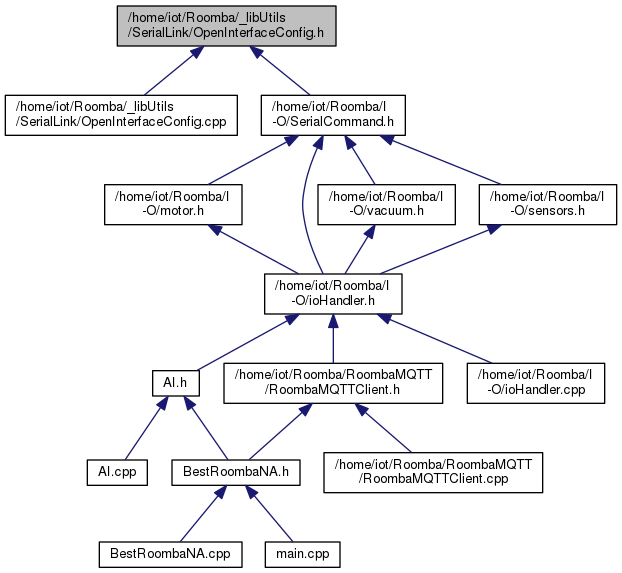 /home/iot/Roomba/_libUtils
/SerialLink/OpenInterfaceConfig.h
/home/iot/Roomba/_libUtils
/SerialLink/OpenInterfaceConfig.cpp
/home/iot/Roomba/I
-O/SerialCommand.h
/home/iot/Roomba/I
-O/motor.h
/home/iot/Roomba/I
-O/vacuum.h
/home/iot/Roomba/I
-O/sensors.h
/home/iot/Roomba/I
-O/ioHandler.h
AI.h
/home/iot/Roomba/RoombaMQTT
/RoombaMQTTClient.h
/home/iot/Roomba/I
-O/ioHandler.cpp
AI.cpp
BestRoombaNA.h
/home/iot/Roomba/RoombaMQTT
/RoombaMQTTClient.cpp
BestRoombaNA.cpp
main.cpp